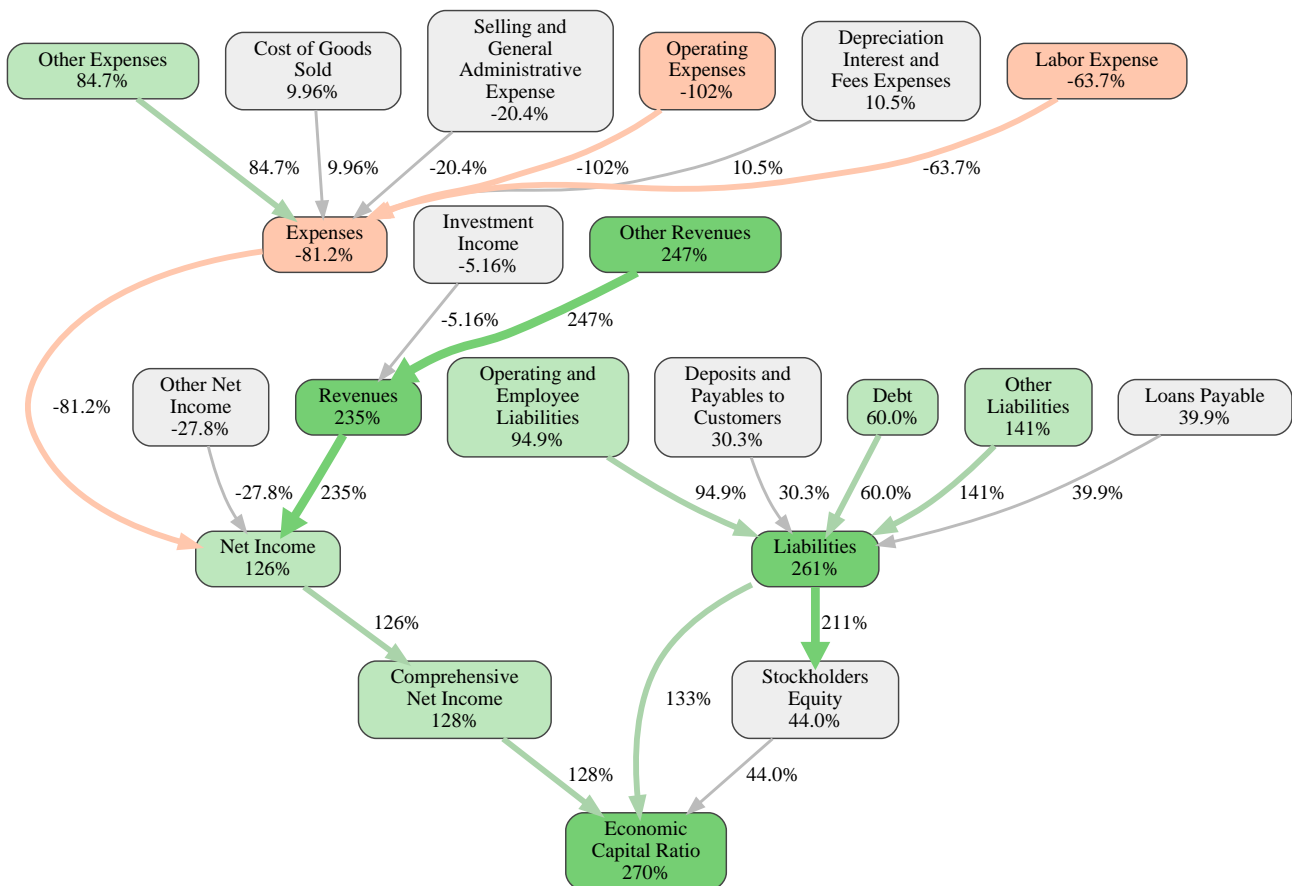 Other Expenses
84.7%
Cost of Goods
Sold
9.96%
Selling and
General
Administrative
Expense
-20.4%
Operating
Expenses
-102%
Depreciation
Interest and
Fees Expenses
10.5%
Labor Expense
-63.7%
84.7%
9.96%
-20.4%
-102%
10.5%
-63.7%
Expenses
-81.2%
Investment
Income
-5.16%
Other Revenues
247%
-5.16%
247%
-81.2%
Other Net
Income
-27.8%
Revenues
235%
Operating and
Employee
Liabilities
94.9%
Deposits and
Payables to
Customers
30.3%
Debt
60.0%
Other
Liabilities
141%
Loans Payable
39.9%
-27.8%
235%
94.9%
30.3%
60.0%
141%
39.9%
Net Income
126%
Liabilities
261%
126%
211%
Comprehensive
Net Income
128%
133%
Stockholders
Equity
44.0%
128%
44.0%
Economic
Capital Ratio
270%